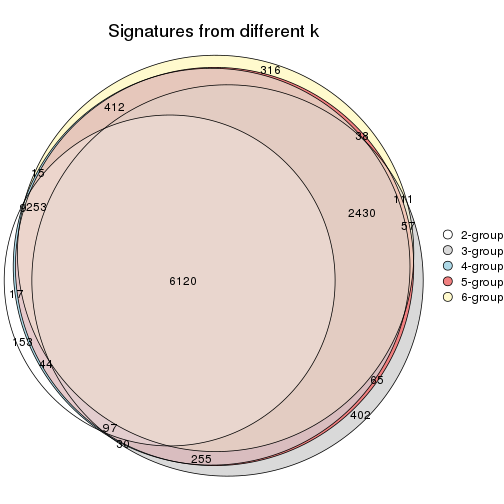 Signatures from different k
316
412
38
15
111
9253
2430
57
2-group
3-group
4-group
5-group
6-group
6120
17
153
44
65
402
97
30
255